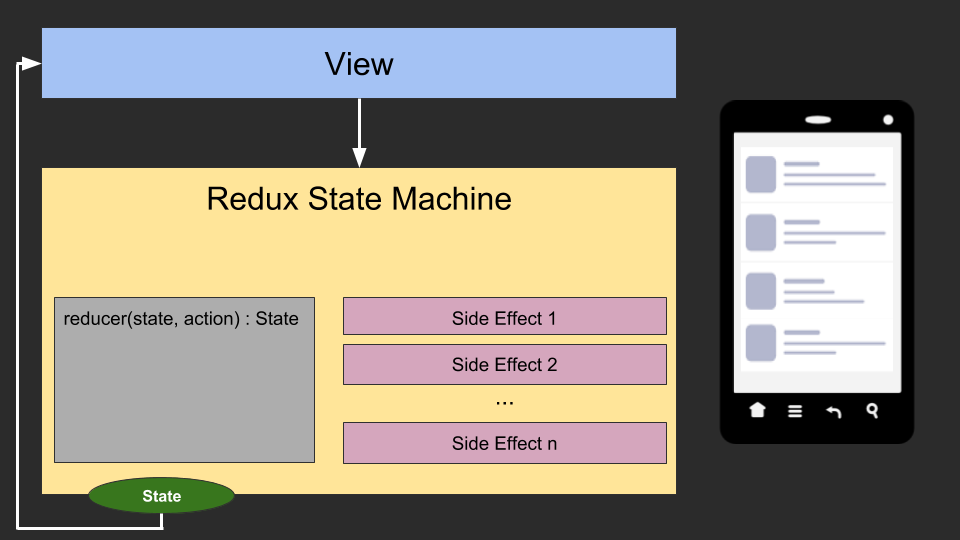 View
Redux State Machine
reducer(state, action) : State
Side Effect 1
Side Effect 2
...
Side Effect n
State